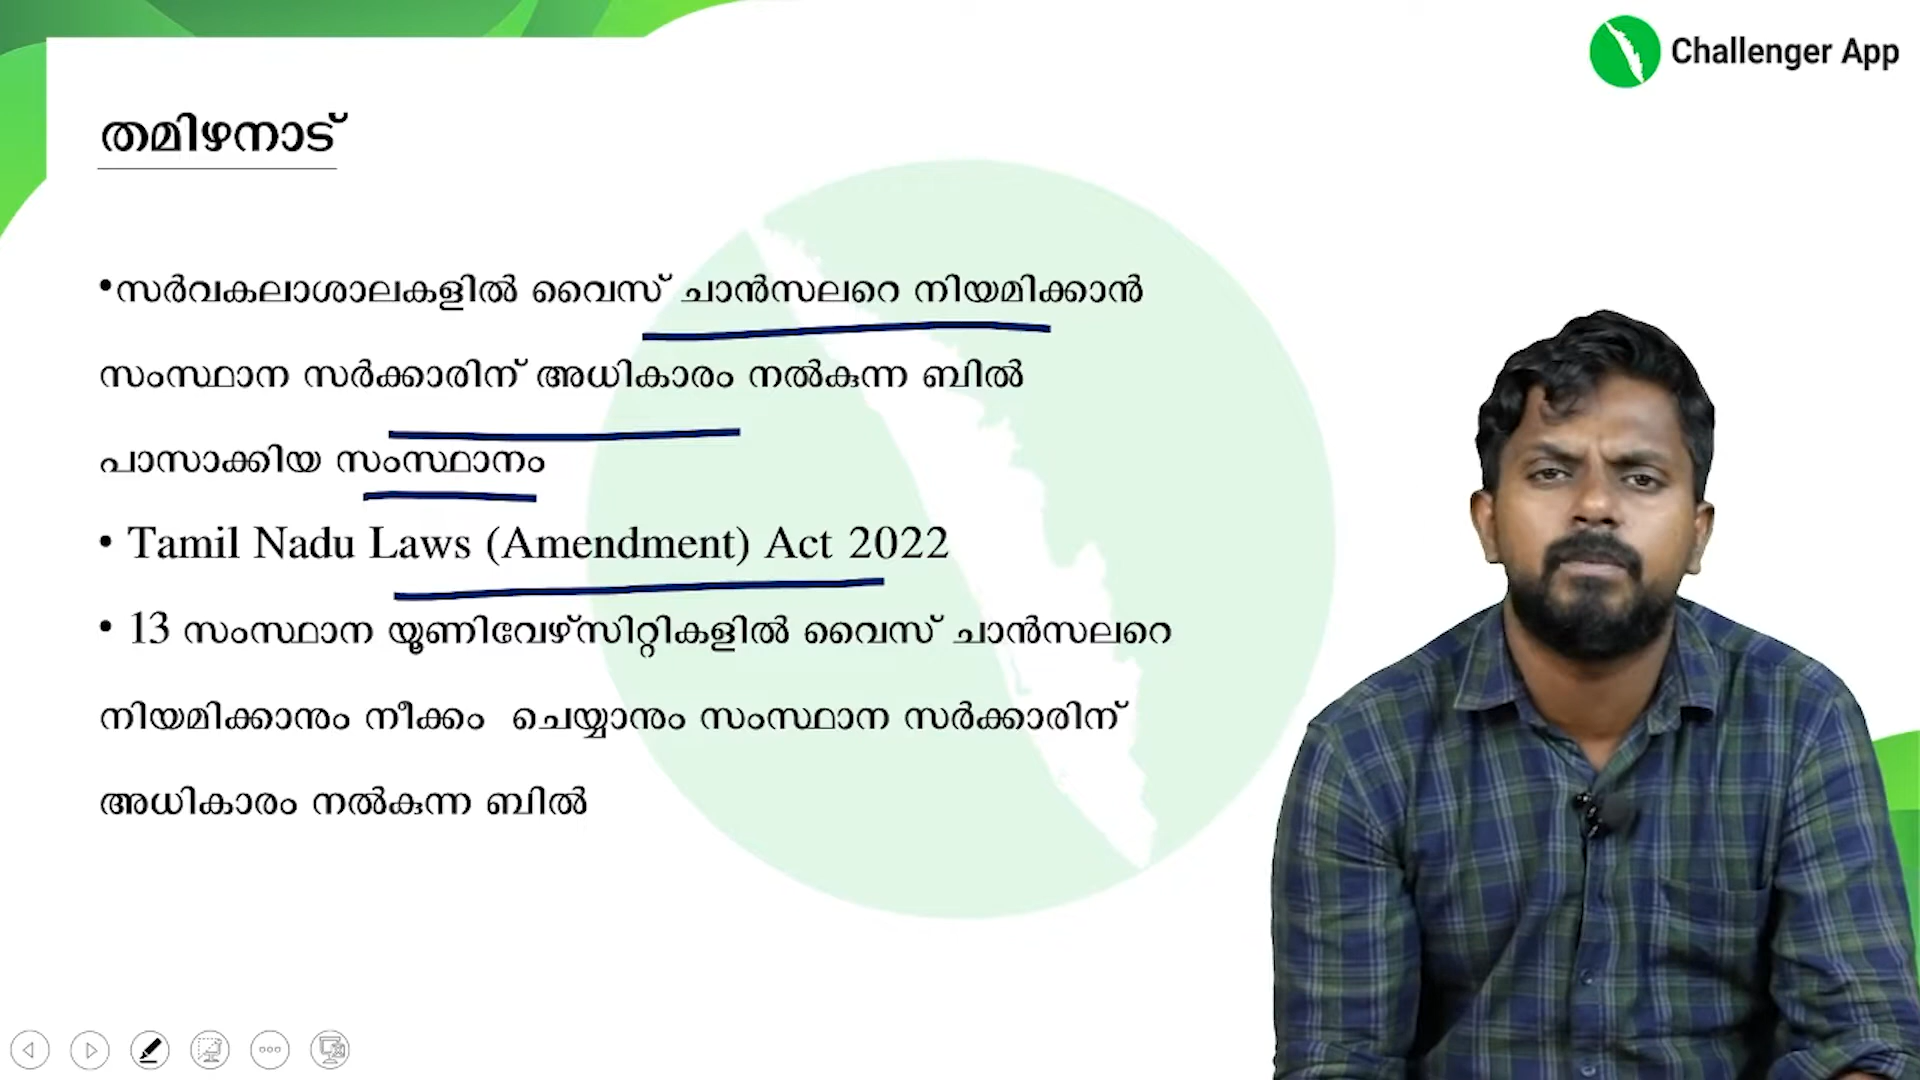 Challenger App
തമിഴനാട്
•സർവകലാശാലകളിൽ വൈസ് ചാൻസലറെ നിയമിക്കാൻ
സംസ്ഥാന സർക്കാരിന് അധികാരം നൽകുന്ന ബിൽ
പാസാക്കിയ സംസ്ഥാനം
• Tamil Nadu Laws (Amendment) Act 2022
• 13 സംസ്ഥാന യൂണിവേഴ്സിറ്റികളിൽ വൈസ് ചാൻസലറെ
നിയമിക്കാനും നീക്കം ചെയ്യാനും സംസ്ഥാന സർക്കാരിന്
അധികാരം നൽകുന്ന ബിൽ